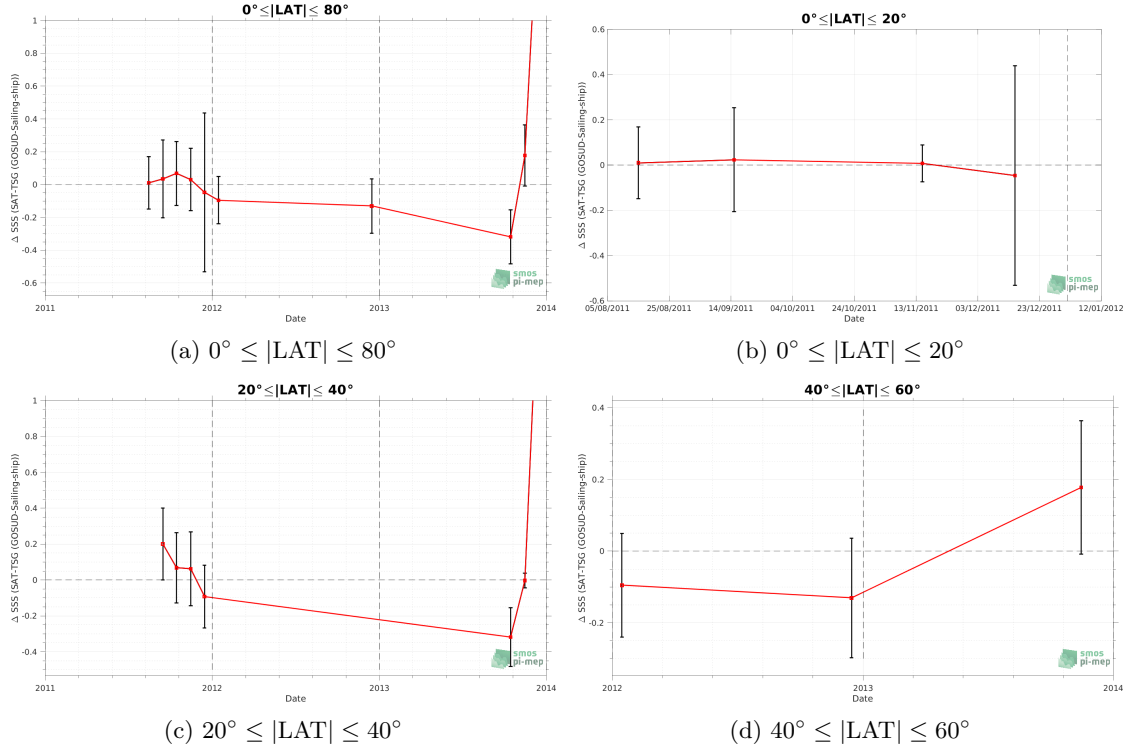 0°≤|LAT|≤ 80°
Δ SSS (SAT-TSG (GOSUD-Sailing-ship))
1
0.8
0.6
0.4
0.2
0
-0.2
-0.4
-0.6
2011 2012 2013 2014
Date
smos
pi-mep
(a) 0° ≤ |LAT| ≤ 80°
0°≤|LAT|≤ 20°
Δ SSS (SAT-TSG (GOSUD-Sailing-ship))
0.6
0.4
0.2
0
-0.2
-0.4
-0.6
05/08/2011 25/08/2011 14/09/2011 04/10/2011 24/10/2011 13/11/2011 03/12/2011 23/12/2011 12/01/2012
Date
smos
pi-mep
(b) 0° ≤ |LAT| ≤ 20°
20°≤|LAT|≤ 40°
Δ SSS (SAT-TSG (GOSUD-Sailing-ship))
1
0.8
0.6
0.4
0.2
0
-0.2
-0.4
2011 2012 2013 2014
Date
smos
pi-mep
(c) 20° ≤ |LAT| ≤ 40°
40°≤|LAT|≤ 60°
Δ SSS (SAT-TSG (GOSUD-Sailing-ship))
0.4
0.2
0
-0.2
2012 2013 2014
Date
smos
pi-mep
(d) 40° ≤ |LAT| ≤ 60°